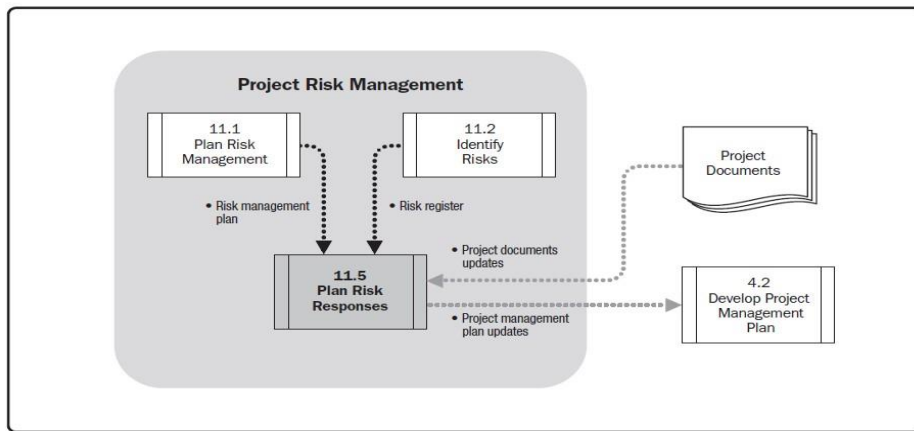 Project Risk Management
11.1
Plan Risk
Management
11.2
Identify
Risks
Project
Documents
• Risk management
plan
• Risk register
• Project documents
updates
11.5
Plan Risk
Responses
4.2
Develop Project
Management
Plan
• Project management
plan updates